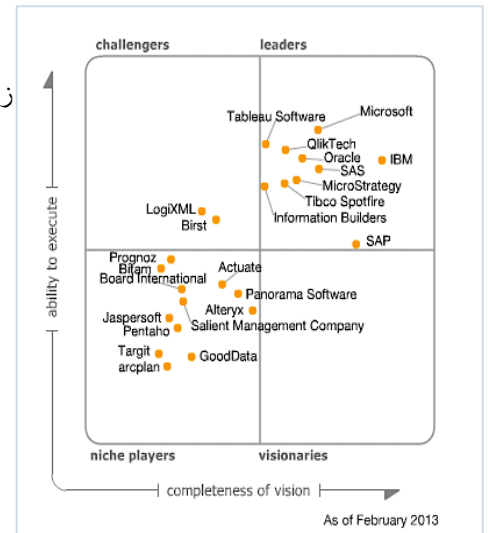 challengers
leaders
ز
Microsoft
Tableau Software
QlikTech
Oracle
IBM
SAS
MicroStrategy
Tibco Spotfire
Information Builders
LogiXML
Birst
SAP
Prognoz
Bitam
Board International
Actuate
Panorama Software
Alteryx
Salient Management Company
Jaspersoft
Pentaho
Targit
arcplan
GoodData
ability to execute
niche players
visionaries
completeness of vision
As of February 2013